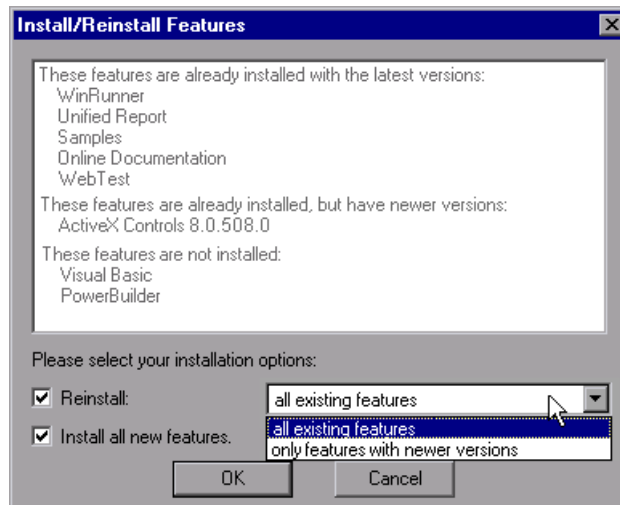 Install/Reinstall Features
These features are already installed with the latest versions:
WinRunner
Unified Report
Samples
Online Documentation
WebTest
These features are already installed, but have newer versions:
ActiveX Controls 8.0.508.0
These features are not installed:
Visual Basic
PowerBuilder
Please select your installation options:
Reinstall: all existing features
all existing features
Install all new features.
only features with newer versions
OK Cancel